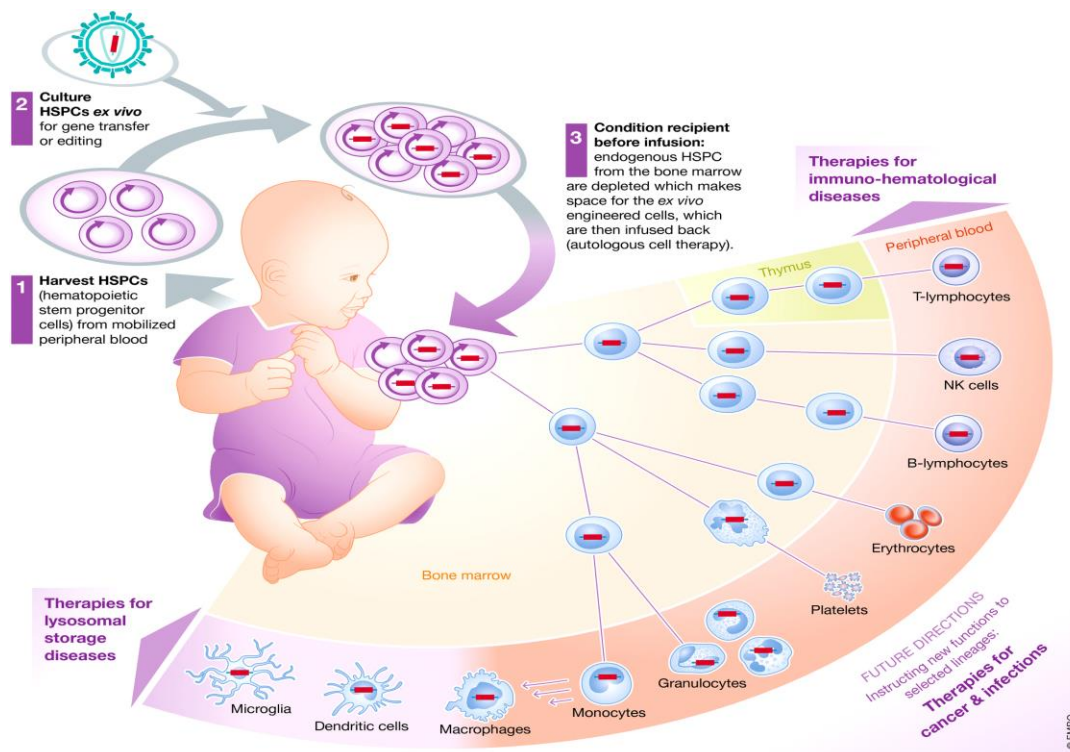 2
Culture
HSPCs ex vivo
for gene transfer
or editing
1
Harvest HSPCs
(hematopoietic
stem progenitor
cells) from mobilized
peripheral blood
3
Condition recipient
before infusion:
endogenous HSPC
from the bone marrow
are depleted which makes
space for the ex vivo
engineered cells, which
are then infused back
(autologous cell therapy).
Therapies for
immuno-hematological
diseases
Peripheral blood
Thymus
T-lymphocytes
NK cells
B-lymphocytes
Erythrocytes
Platelets
Bone marrow
Granulocytes
Monocytes
Macrophages
Dendritic cells
Microglia
Therapies for
lysosomal
storage
diseases
FUTURE DIRECTIONS
Instructing new functions to
selected lineages:
Therapies for
cancer & infections
© EMBO